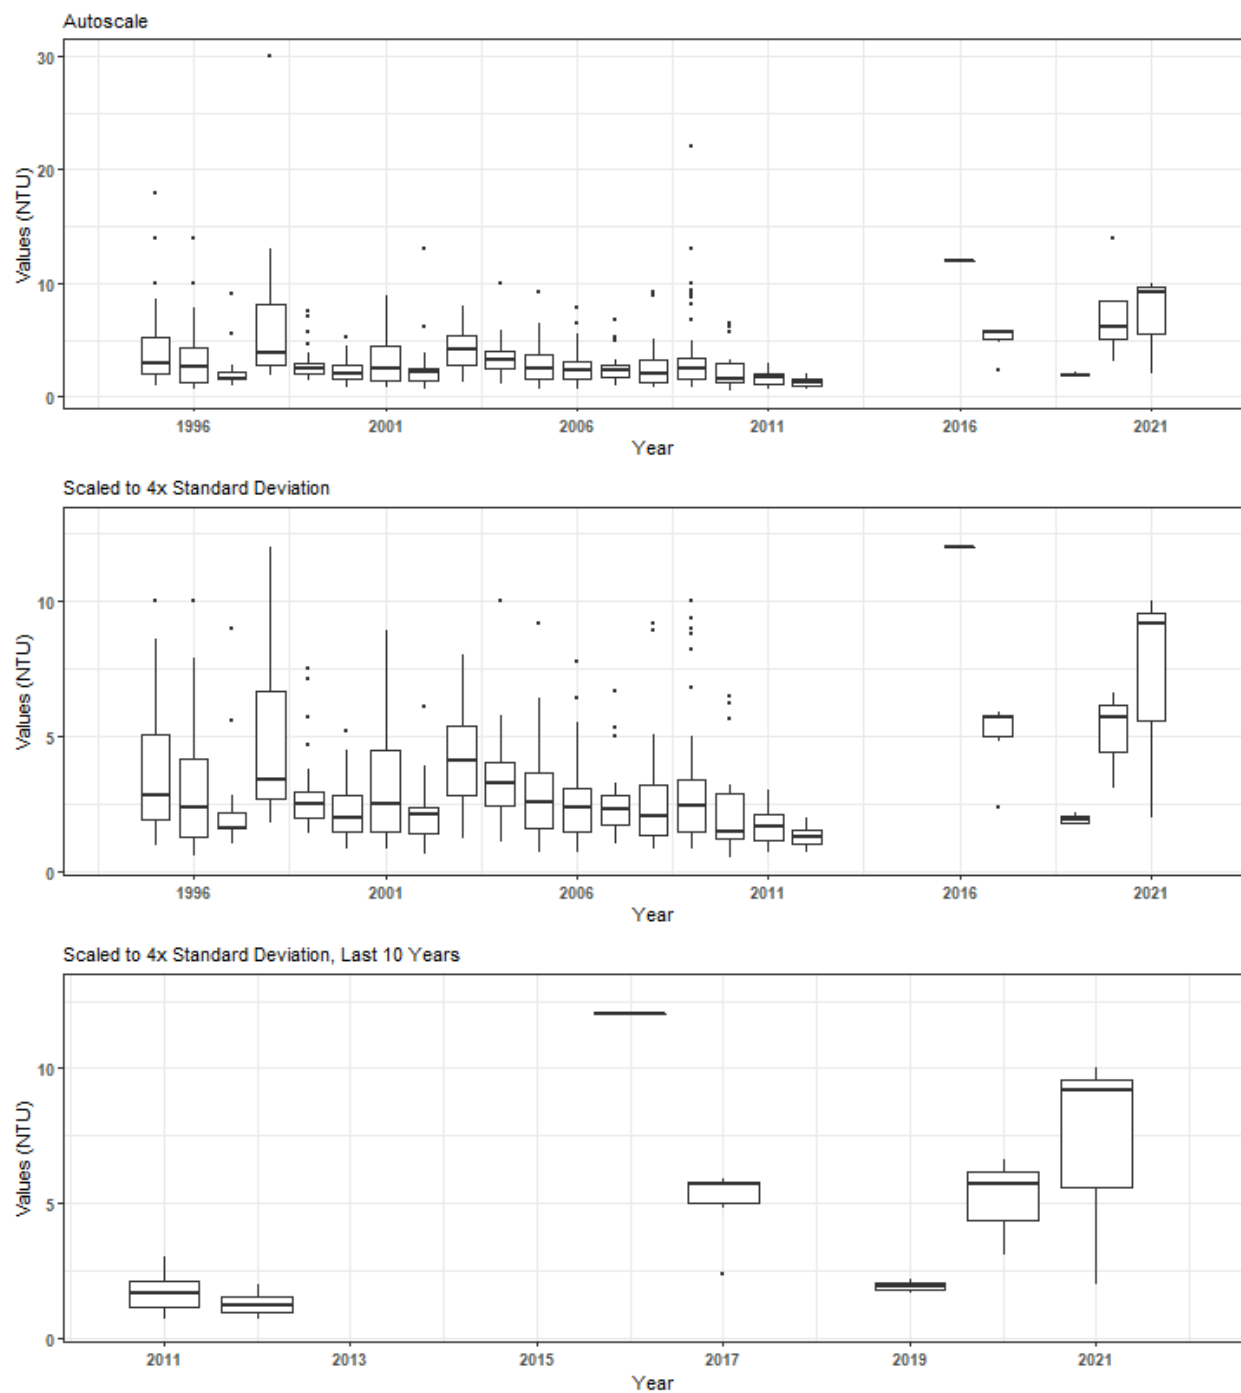 Autoscale
Values (NTU)
30
20
10
0
1996 2001 2006 2011 2016 2021
Year
Scaled to 4x Standard Deviation
Values (NTU)
10
5
0
1996 2001 2006 2011 2016 2021
Year
Scaled to 4x Standard Deviation, Last 10 Years
Values (NTU)
10
5
0
2011 2013 2015 2017 2019 2021
Year